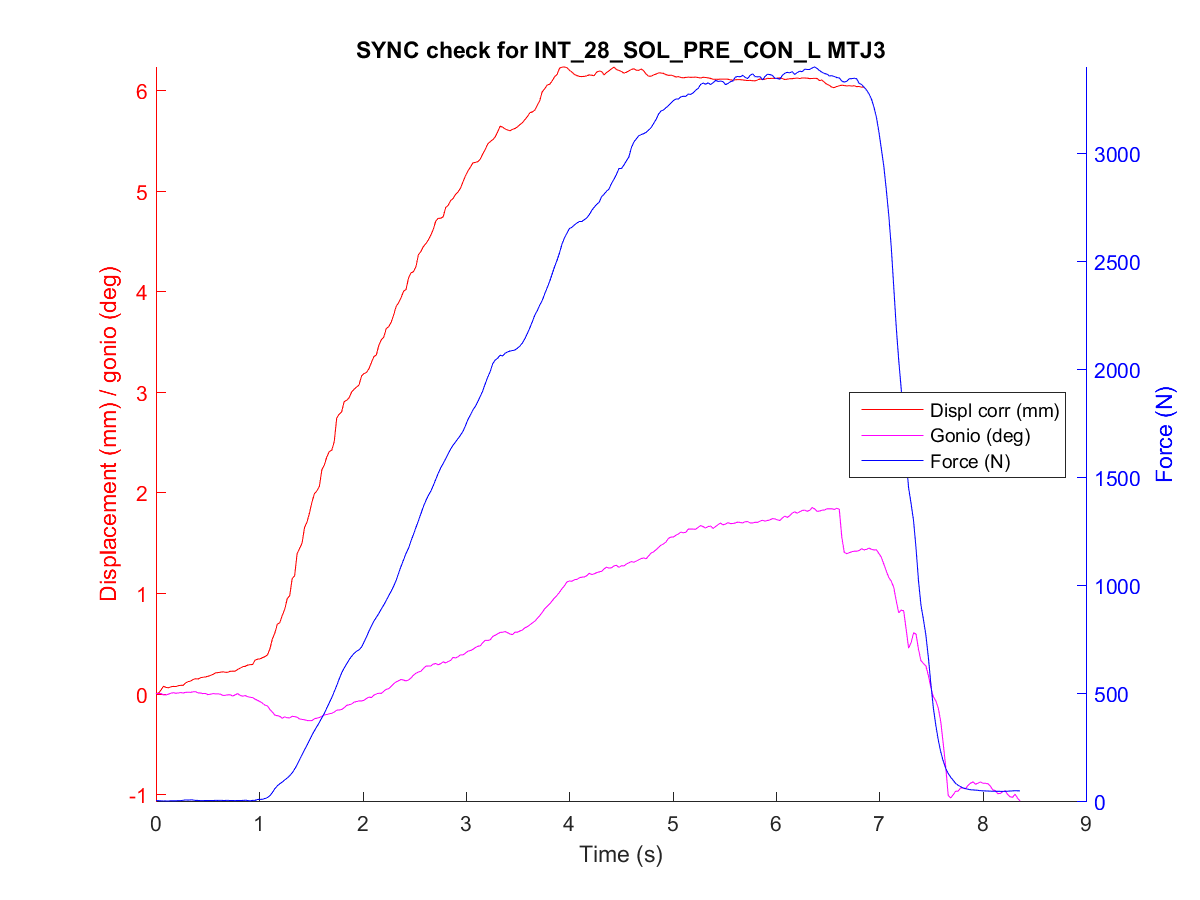 SYNC check for INT_28_SOL_PRE_CON_L MTJ3
Displacement (mm) / gonio (deg)
6
5
4
3
2
1
0
-1
3000
2500
2000
1500
1000
500
0
Force (N)
Displ corr (mm)
Gonio (deg)
Force (N)
0 1 2 3 4 5 6 7 8 9
Time (s)